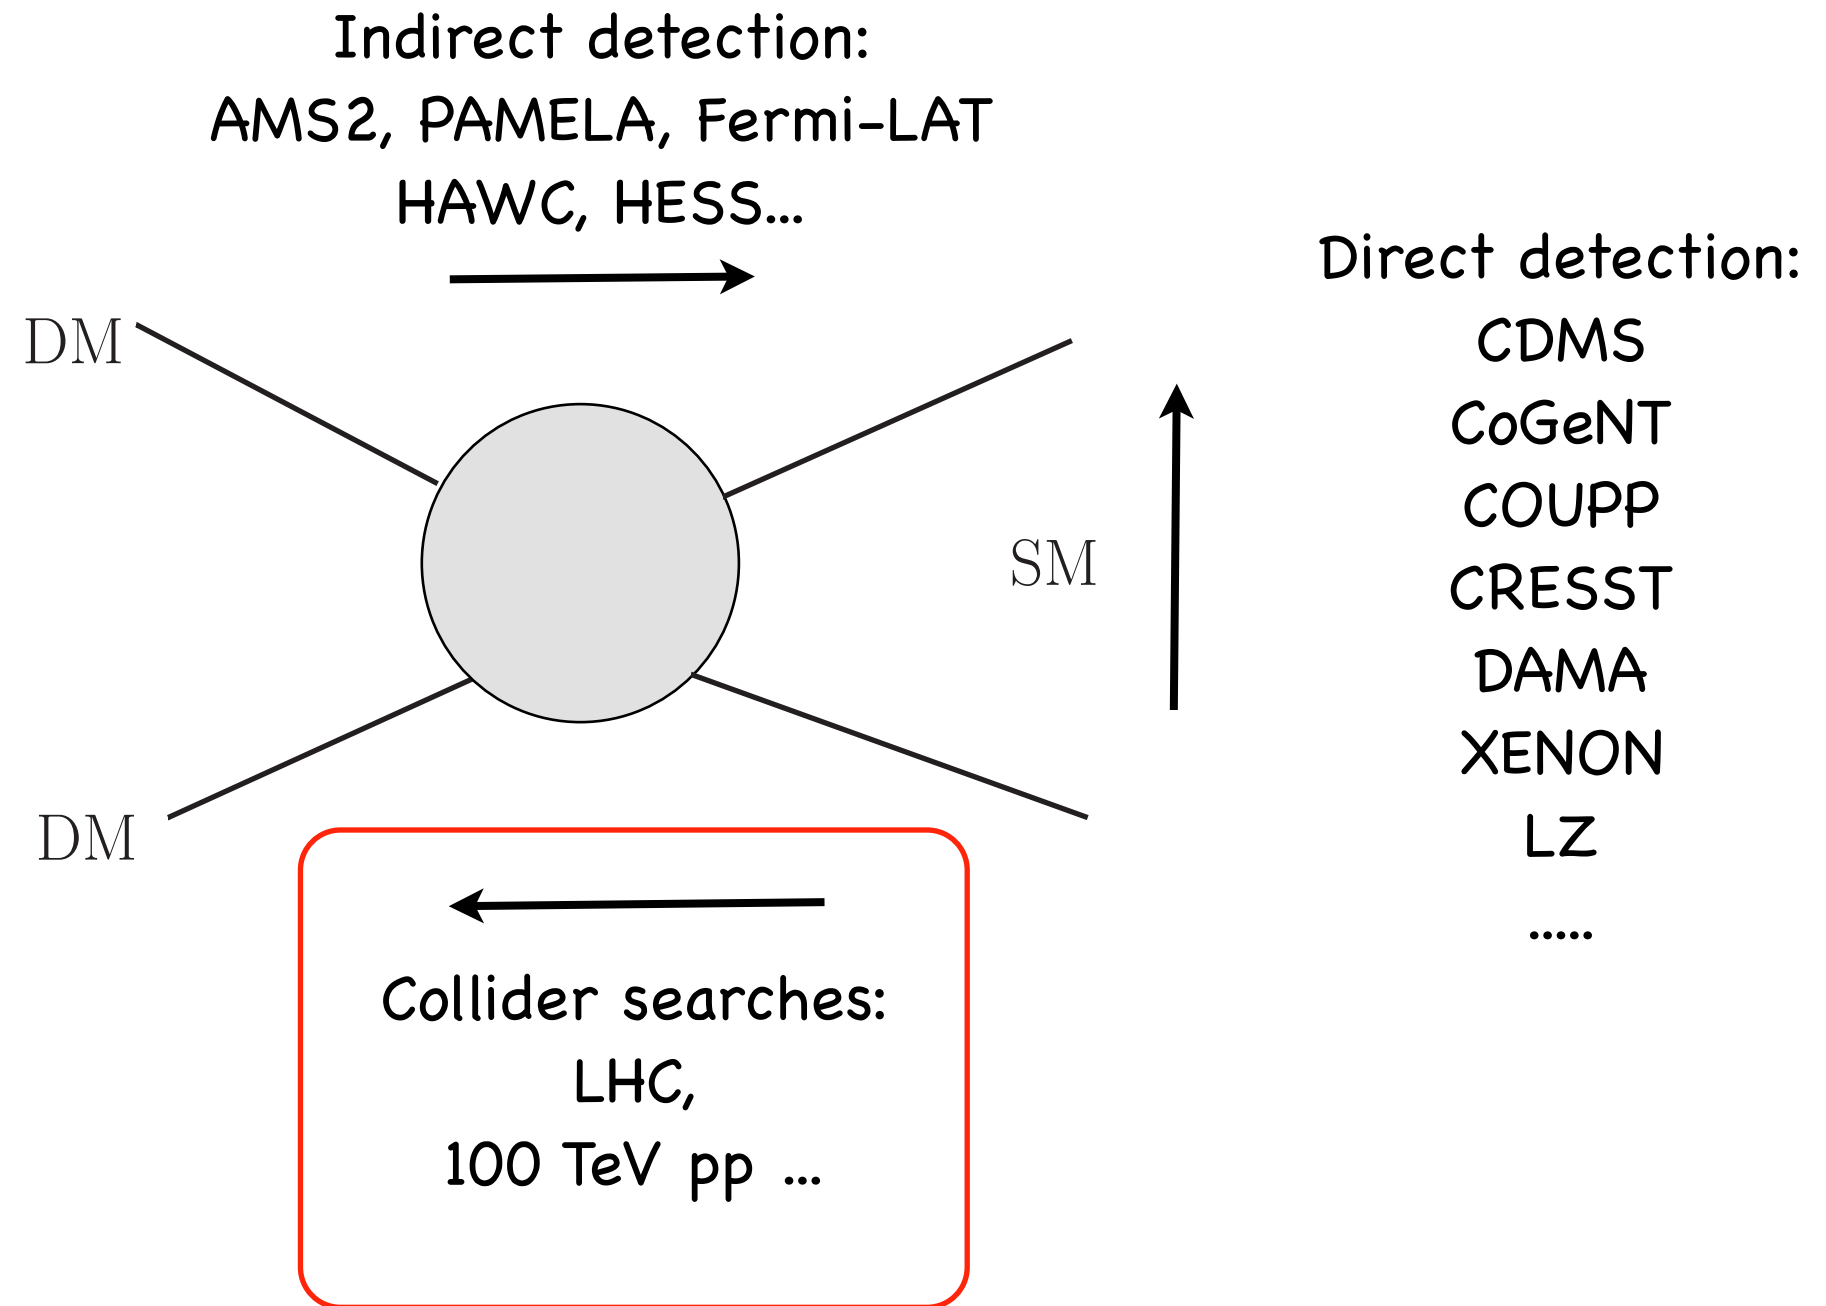 Indirect detection:
AMS2, PAMELA, Fermi-LAT
HAWC, HESS...
DM
SM
DM
Direct detection:
CDMS
CoGeNT
COUPP
CRESST
DAMA
XENON
LZ
.....
Collider searches:
LHC,
100 TeV pp ...